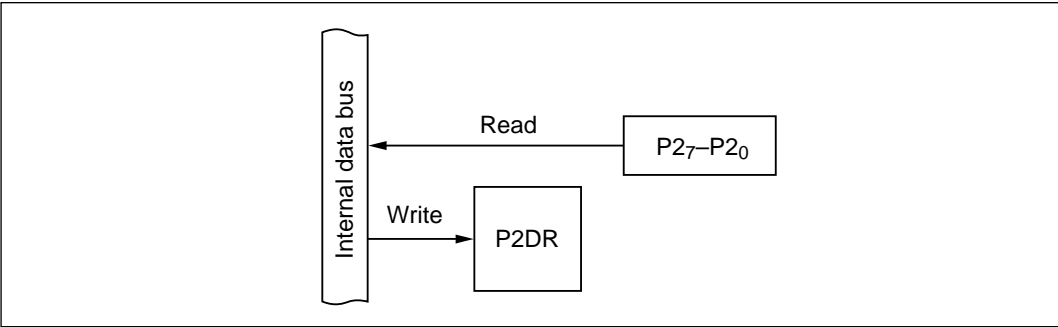 Internal data bus
Read
P2₇–P2₀
Write
P2DR